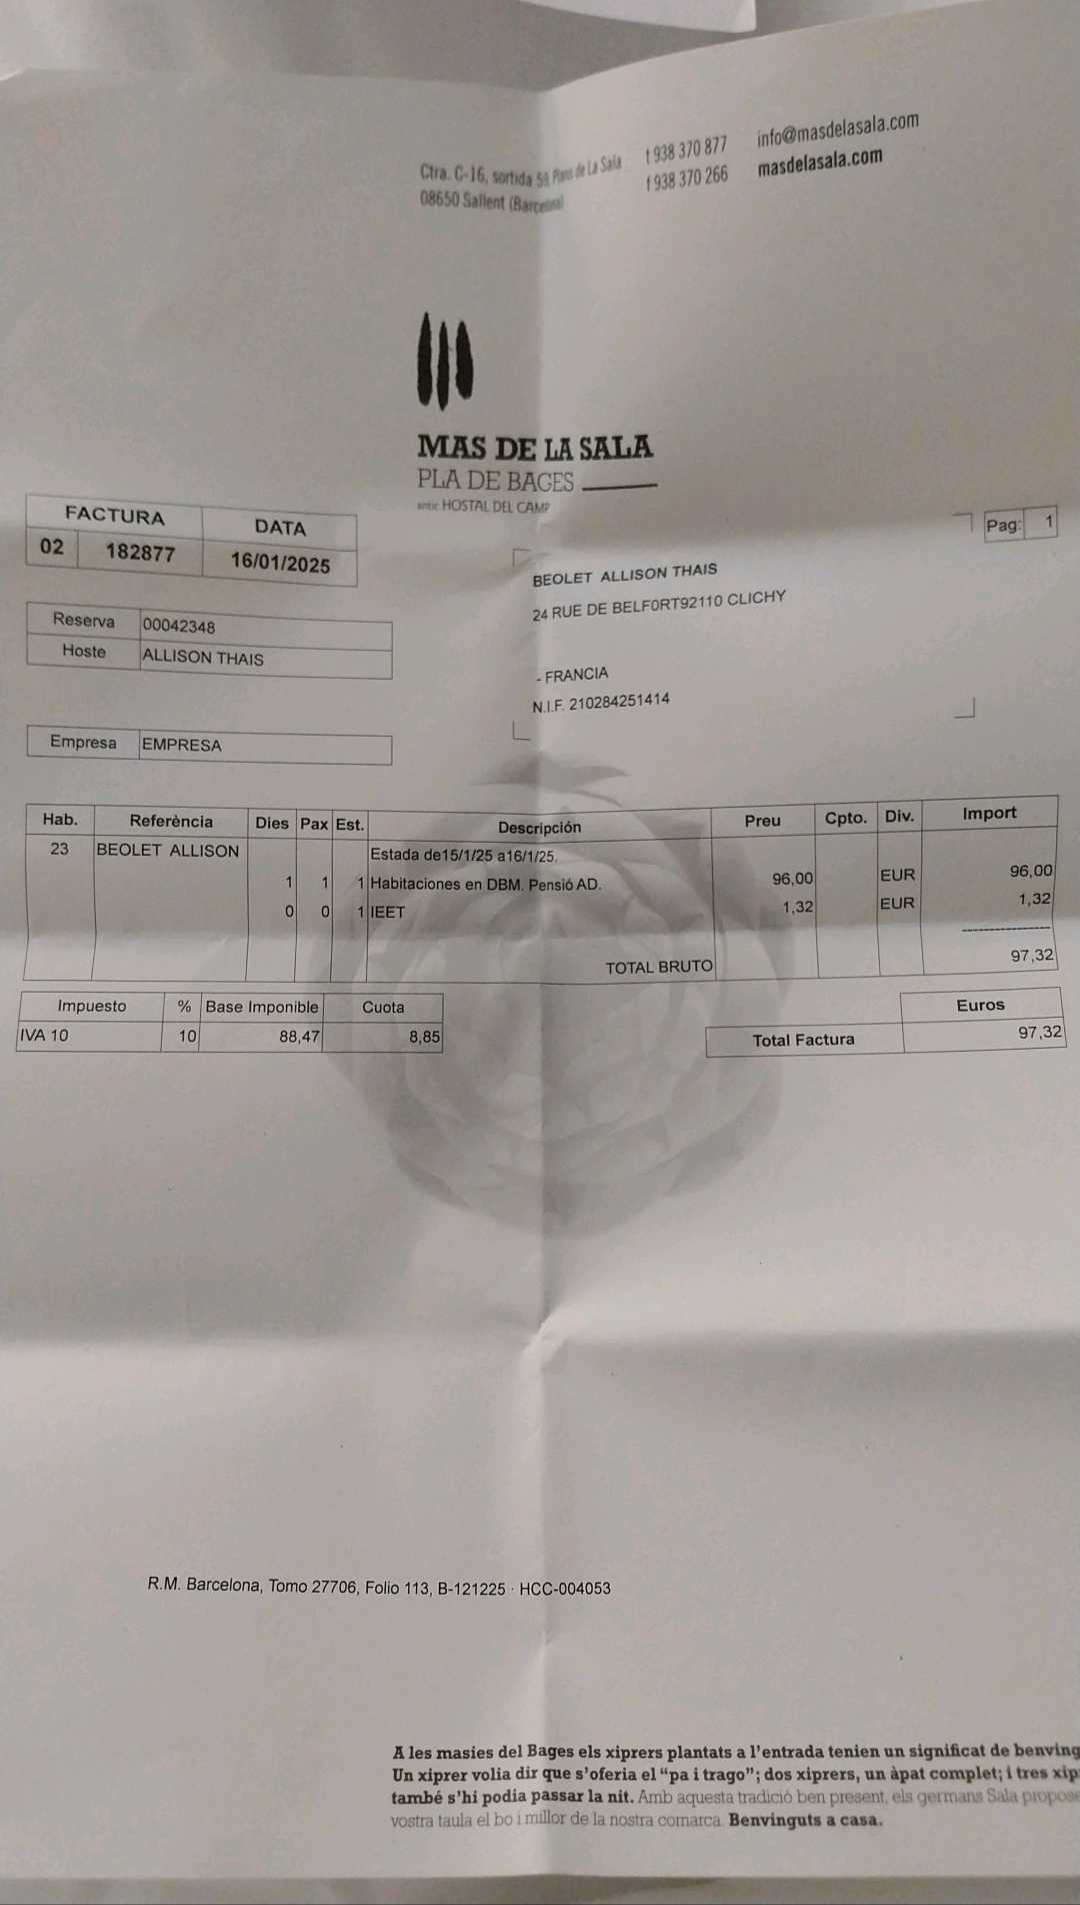 Ctra. C-16, sortida 59, Plans de La Sala
08650 Sallent (Barcelona)
t 938 370 877
f 938 370 266
info@masdelasala.com
masdelasala.com
MAS DE LA SALA
PLA DE BAGES
antic HOSTAL DEL CAMP
FACTURA DATA
02 182877 16/01/2025
Pag: 1
BEOLET ALLISON THAIS
24 RUE DE BELFORT92110 CLICHY
- FRANCIA
N.I.F. 210284251414
Reserva 00042348
Hoste ALLISON THAIS
Empresa EMPRESA
Hab. Referència Dies Pax Est. Descripción Preu Cpto. Div. Import
23 BEOLET ALLISON Estada de15/1/25 a16/1/25.
1 1 1 Habitaciones en DBM. Pensió AD. 96,00 EUR 96,00
0 0 1 IEET 1,32 EUR 1,32
------------------
TOTAL BRUTO 97,32
Impuesto % Base Imponible Cuota
IVA 10 10 88,47 8,85
Euros
Total Factura 97,32
R.M. Barcelona, Tomo 27706, Folio 113, B-121225 · HCC-004053
A les masies del Bages els xiprers plantats a l'entrada tenien un significat de benving
Un xiprer volia dir que s'oferia el "pa i trago"; dos xiprers, un àpat complet; i tres xip
també s'hi podia passar la nit. Amb aquesta tradició ben present, els germans Sala propose
vostra taula el bo i millor de la nostra comarca. Benvinguts a casa.